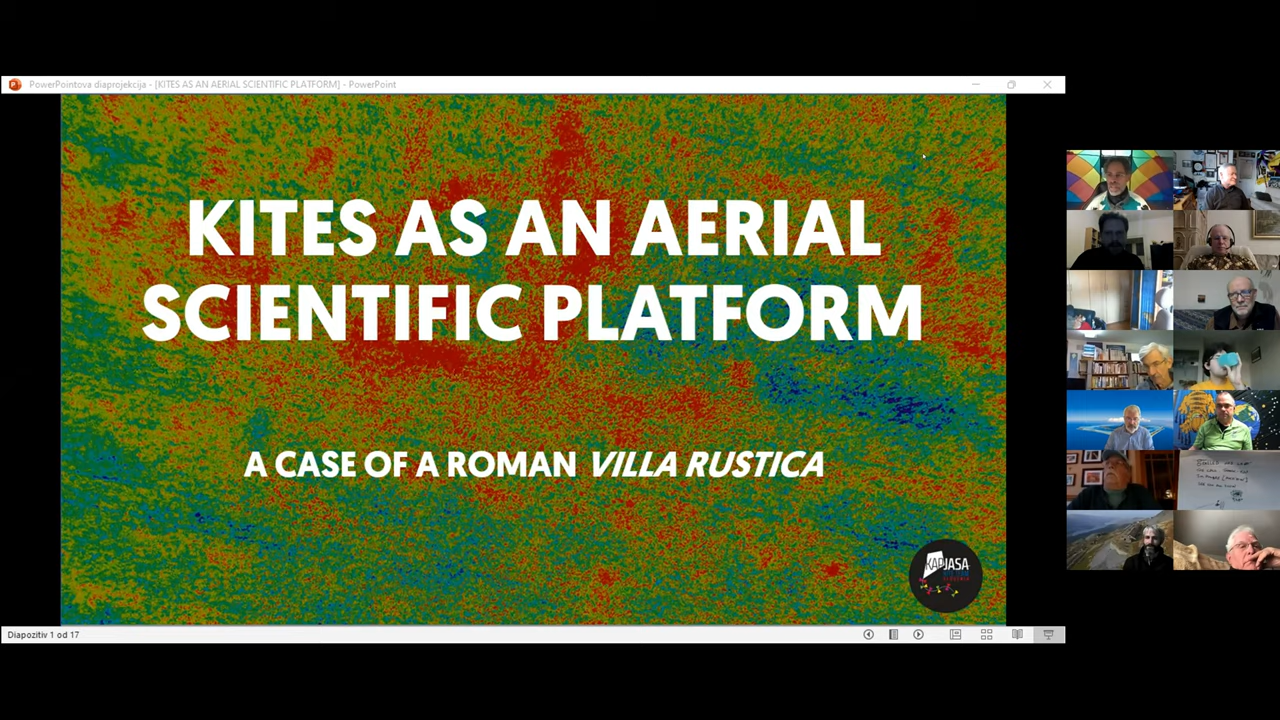 PowerPointova diaprojekcija - [KITES AS AN AERIAL SCIENTIFIC PLATFORM] - PowerPoint
KITES AS AN AERIAL
SCIENTIFIC PLATFORM
A CASE OF A ROMAN VILLA RUSTICA
KADJASA
Diapozitiv 1 od 17